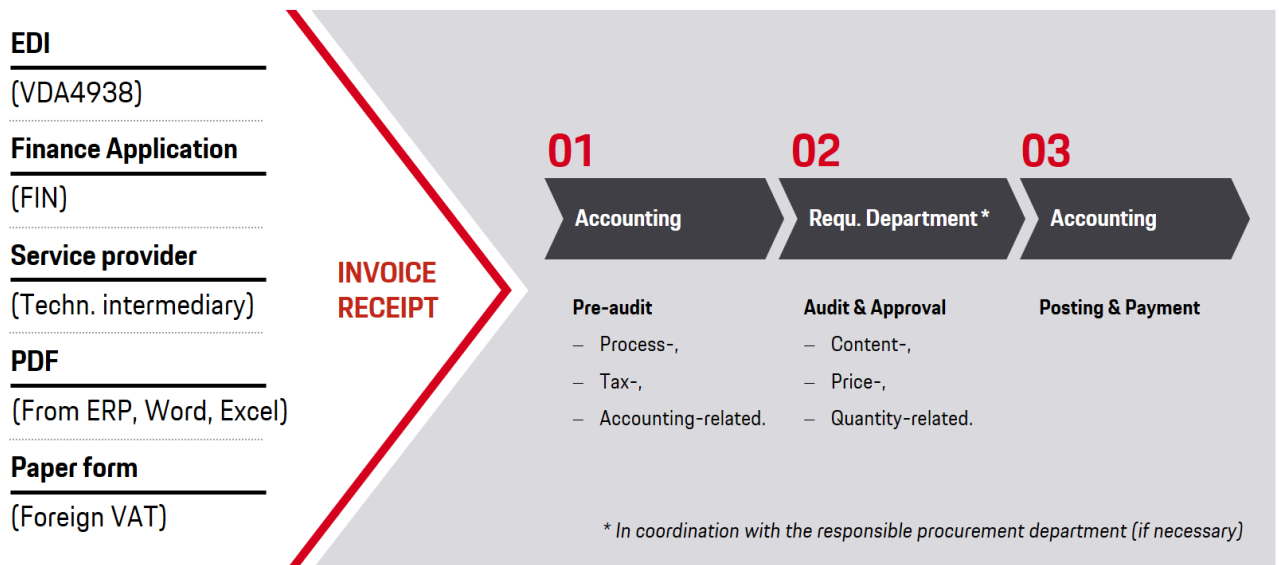 EDI
(VDA4938)
Finance Application
(FIN)
Service provider
(Techn. intermediary)
PDF
(From ERP, Word, Excel)
Paper form
(Foreign VAT)
INVOICE
RECEIPT
01
Accounting
Pre-audit
– Process-,
– Tax-,
– Accounting-related.
02
Requ. Department *
Audit & Approval
– Content-,
– Price-,
– Quantity-related.
03
Accounting
Posting & Payment
* In coordination with the responsible procurement department (if necessary)